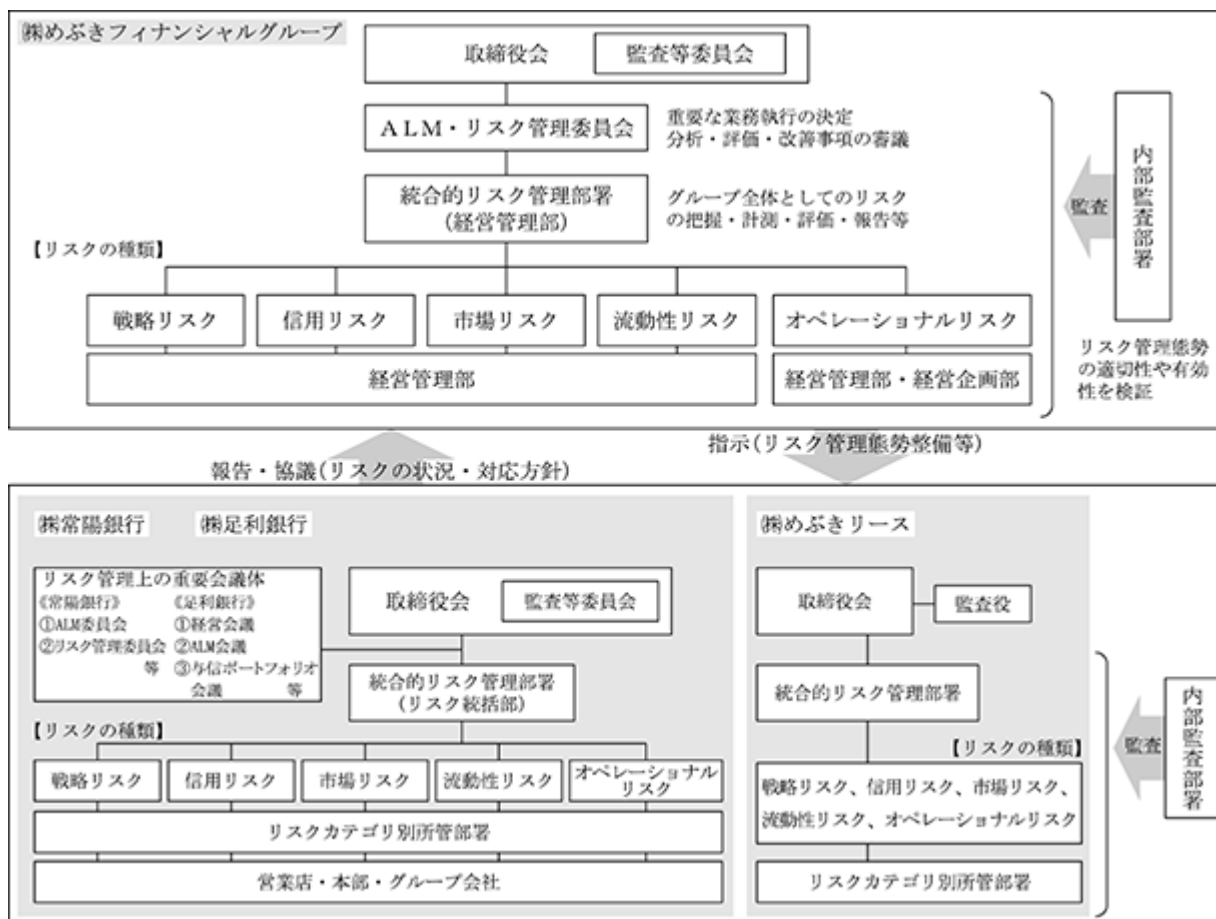 ㈱めぶきフィナンシャルグループ
取締役会
監査等委員会
ALM・リスク管理委員会
重要な業務執行の決定
分析・評価・改善事項の審議
統合的リスク管理部署
(経営管理部)
グループ全体としてのリスク
の把握・計測・評価・報告等
【リスクの種類】
戦略リスク
信用リスク
市場リスク
流動性リスク
オペレーショナルリスク
経営管理部
経営管理部・経営企画部
監査
内部監査部署
リスク管理態勢
の適切性や有効
性を検証
報告・協議(リスクの状況・対応方針)
指示(リスク管理態勢整備等)
㈱常陽銀行
㈱足利銀行
リスク管理上の重要会議体
《常陽銀行》 《足利銀行》
①ALM委員会 ①経営会議
②リスク管理委員会 ②ALM会議
等 ③与信ポートフォリオ
会議 等
取締役会
監査等委員会
統合的リスク管理部署
(リスク統括部)
【リスクの種類】
戦略リスク
信用リスク
市場リスク
流動性リスク
オペレーショナル
リスク
リスクカテゴリ別所管部署
営業店・本部・グループ会社
㈱めぶきリース
取締役会
監査役
統合的リスク管理部署
【リスクの種類】
戦略リスク、信用リスク、市場リスク、
流動性リスク、オペレーショナルリスク
リスクカテゴリ別所管部署
監査
内部監査部署